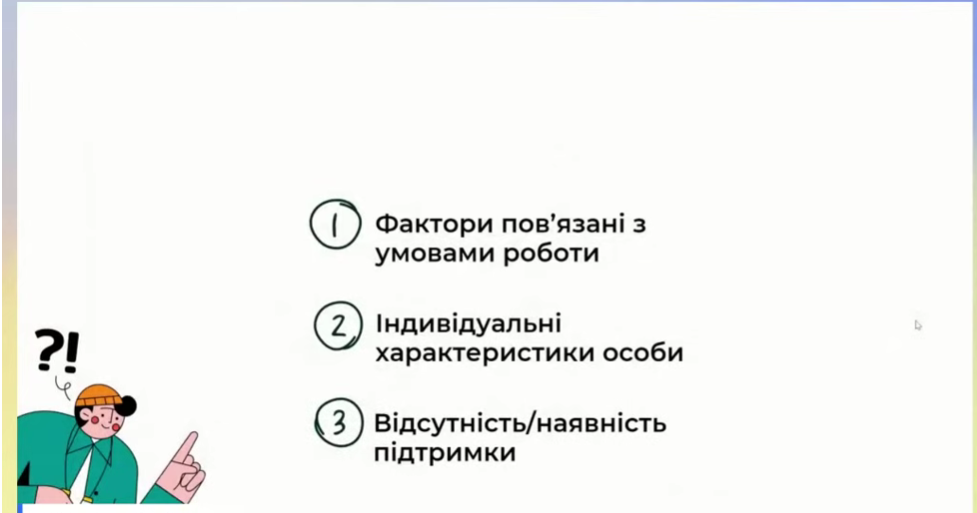 1 Фактори пов’язані з
умовами роботи
2 Індивідуальні
характеристики особи
?!
3 Відсутність/наявність
підтримки